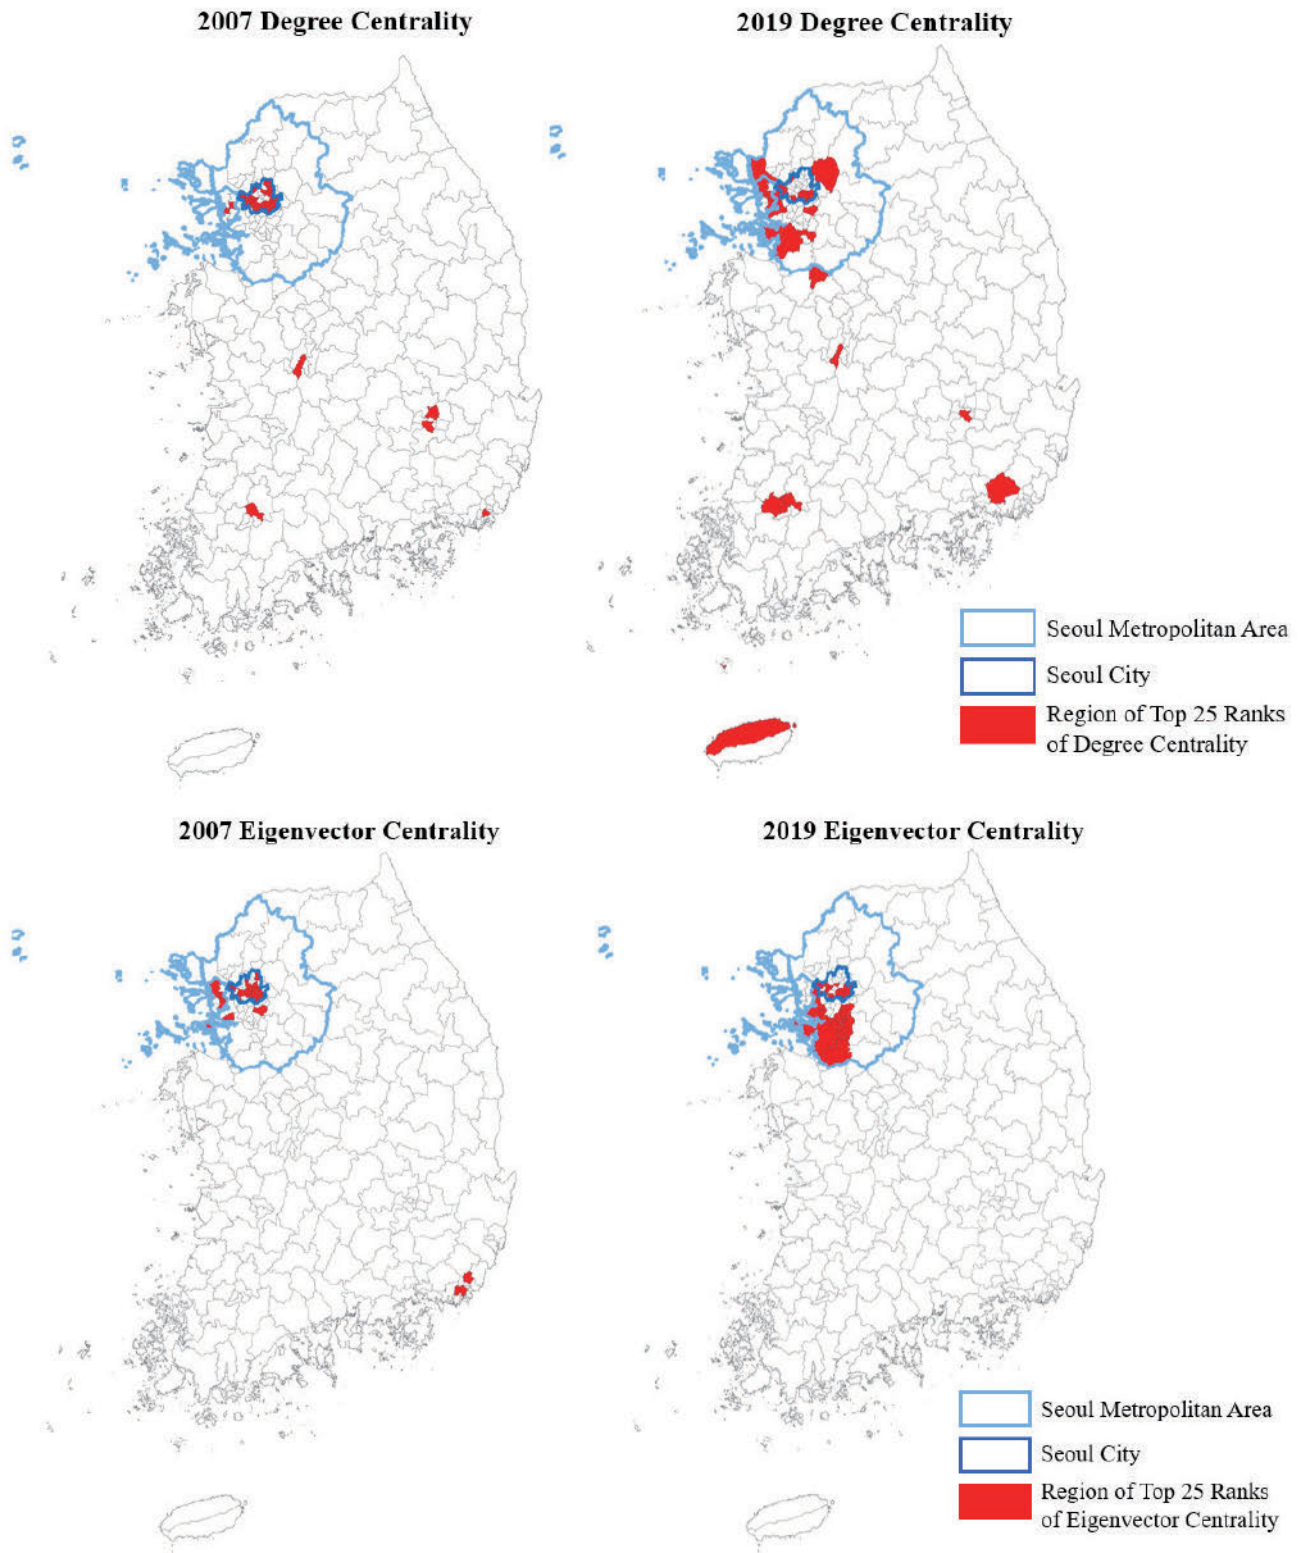 2007 Degree Centrality
2019 Degree Centrality
Seoul Metropolitan Area
Seoul City
Region of Top 25 Ranks
of Degree Centrality
2007 Eigenvector Centrality
2019 Eigenvector Centrality
Seoul Metropolitan Area
Seoul City
Region of Top 25 Ranks
of Eigenvector Centrality